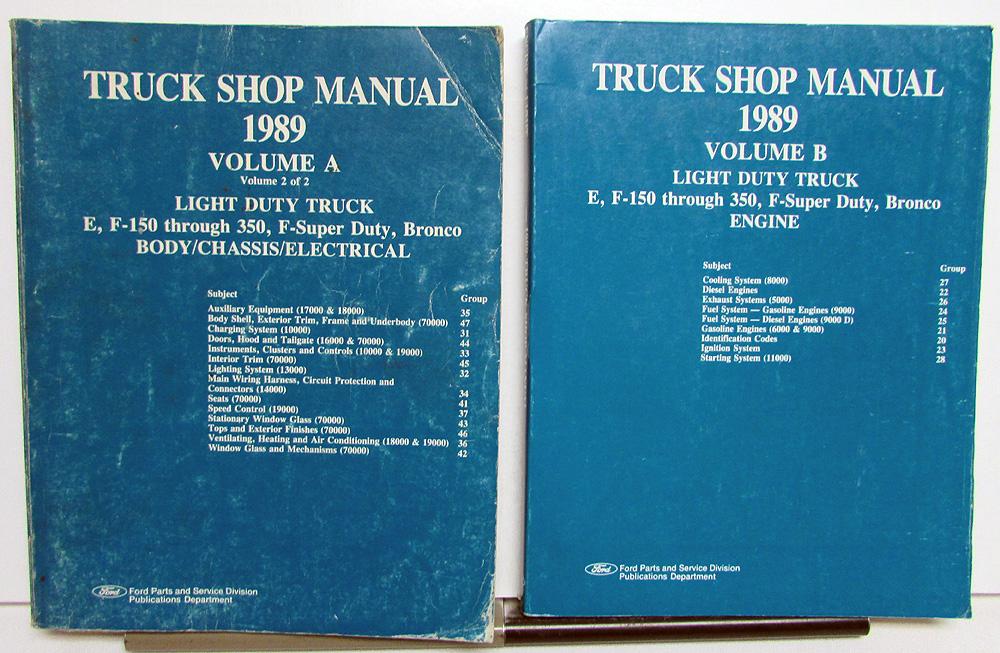 TRUCK SHOP MANUAL
1989
VOLUME A
Volume 2 of 2
LIGHT DUTY TRUCK
E, F-150 through 350, F-Super Duty, Bronco
BODY/CHASSIS/ELECTRICAL
Subject Group
Auxiliary Equipment (17000 & 18000) 35
Body Shell, Exterior Trim, Frame and Underbody (70000) 47
Charging System (10000) 31
Doors, Hood and Tailgate (16000 & 70000) 44
Instruments, Clusters and Controls (10000 & 19000) 33
Interior Trim (70000) 45
Lighting System (13000) 32
Main Wiring Harness, Circuit Protection and
Connectors (14000) 34
Seats (70000) 41
Speed Control (19000) 37
Stationary Window Glass (70000) 43
Tops and Exterior Finishes (70000) 46
Ventilating, Heating and Air Conditioning (18000 & 19000) 36
Window Glass and Mechanisms (70000) 42
Ford Ford Parts and Service Division
Publications Department
TRUCK SHOP MANUAL
1989
VOLUME B
LIGHT DUTY TRUCK
E, F-150 through 350, F-Super Duty, Bronco
ENGINE
Subject Group
Cooling System (8000) 27
Diesel Engines 22
Exhaust Systems (5000) 26
Fuel System — Gasoline Engines (9000) 24
Fuel System — Diesel Engines (9000 D) 25
Gasoline Engines (6000 & 9000) 21
Identification Codes 20
Ignition System 23
Starting System (11000) 28
Ford Ford Parts and Service Division
Publications Department